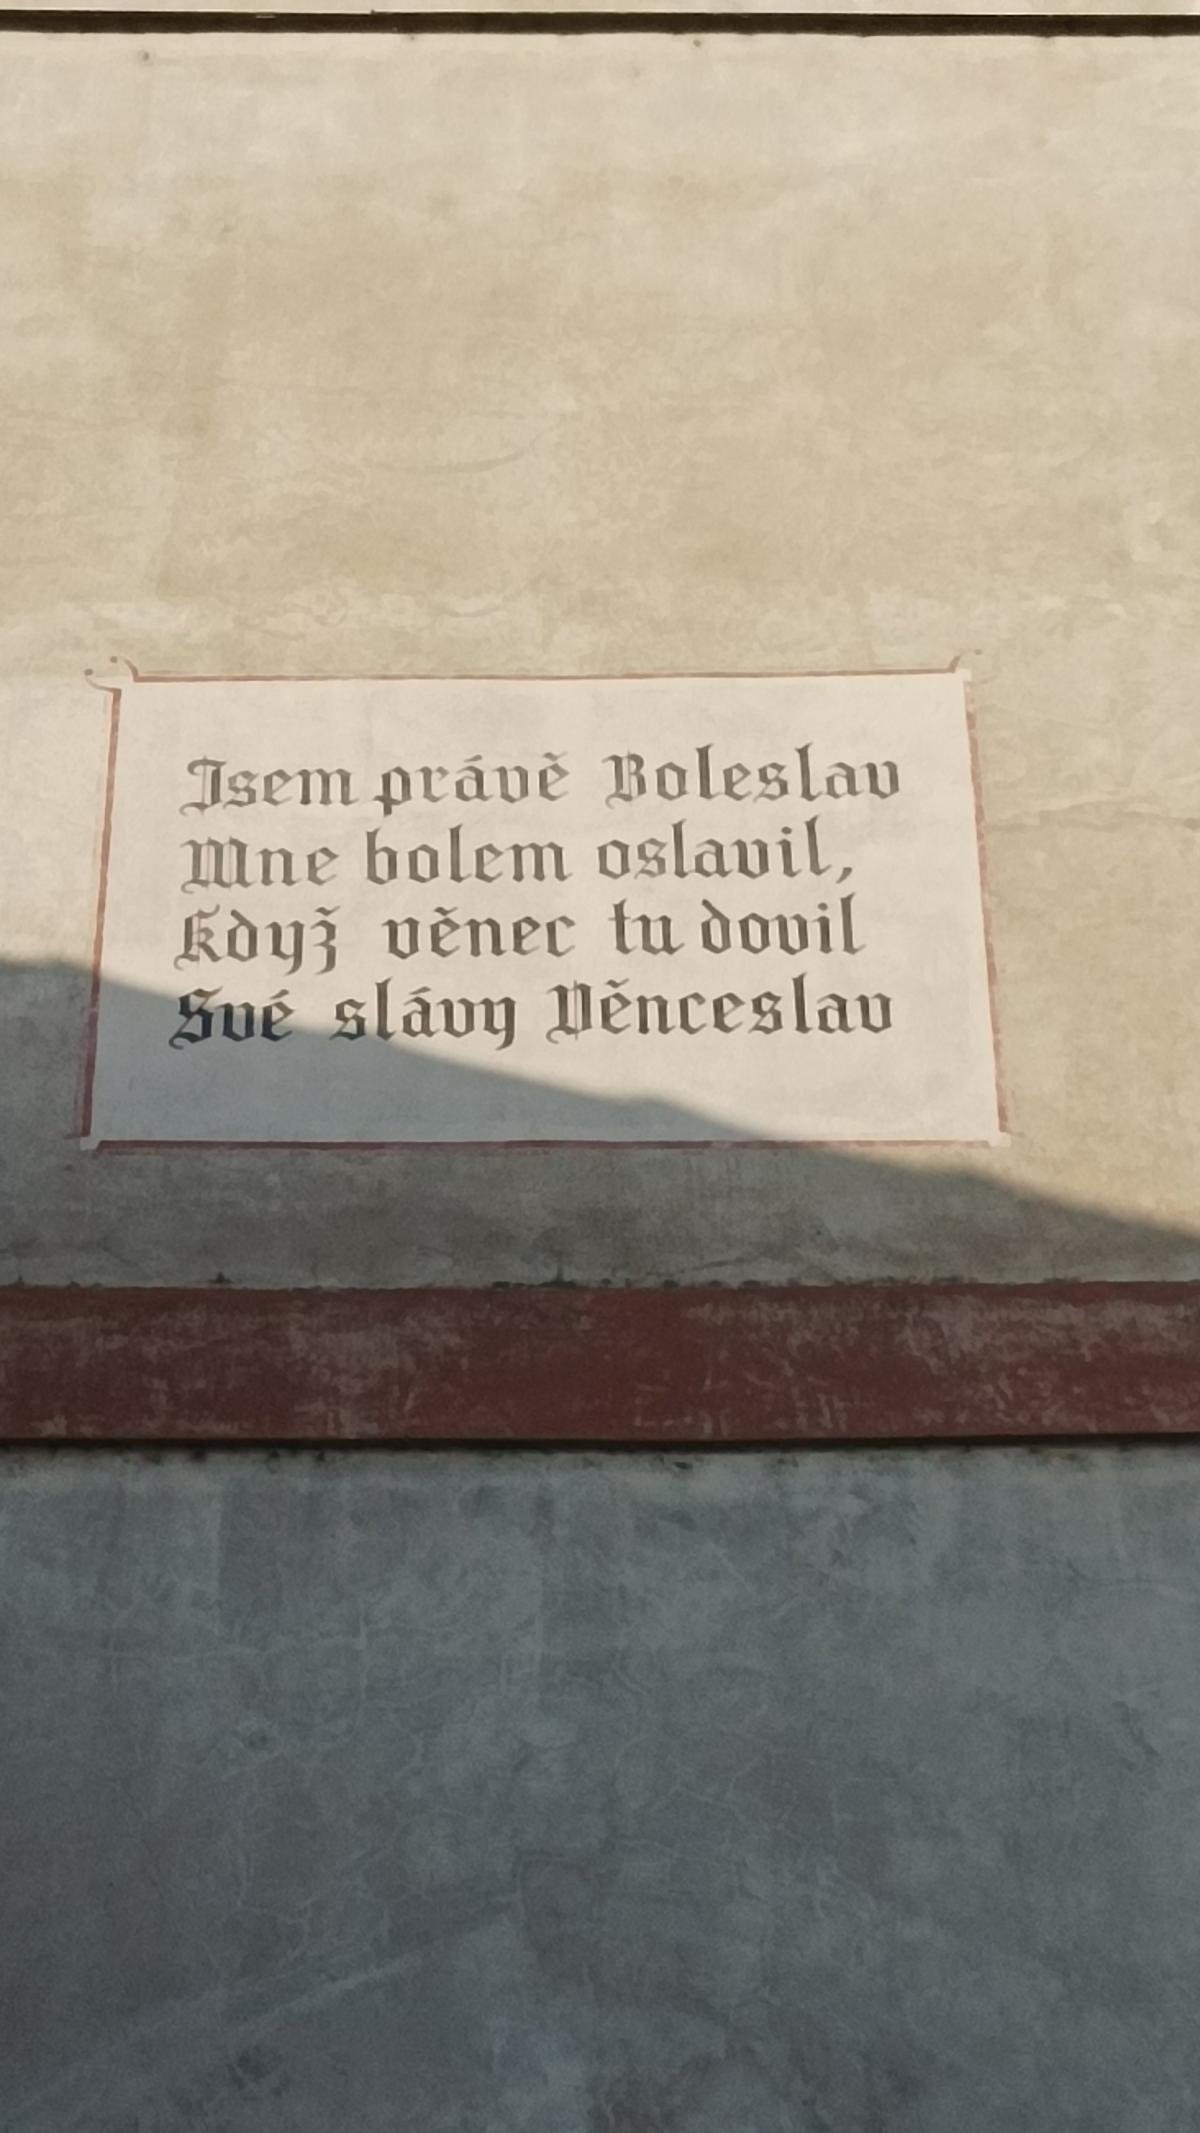 Jsem právě Boleslav
Mne bolem oslavil,
Když věnec tu dovil
Své slávy Věnceslav